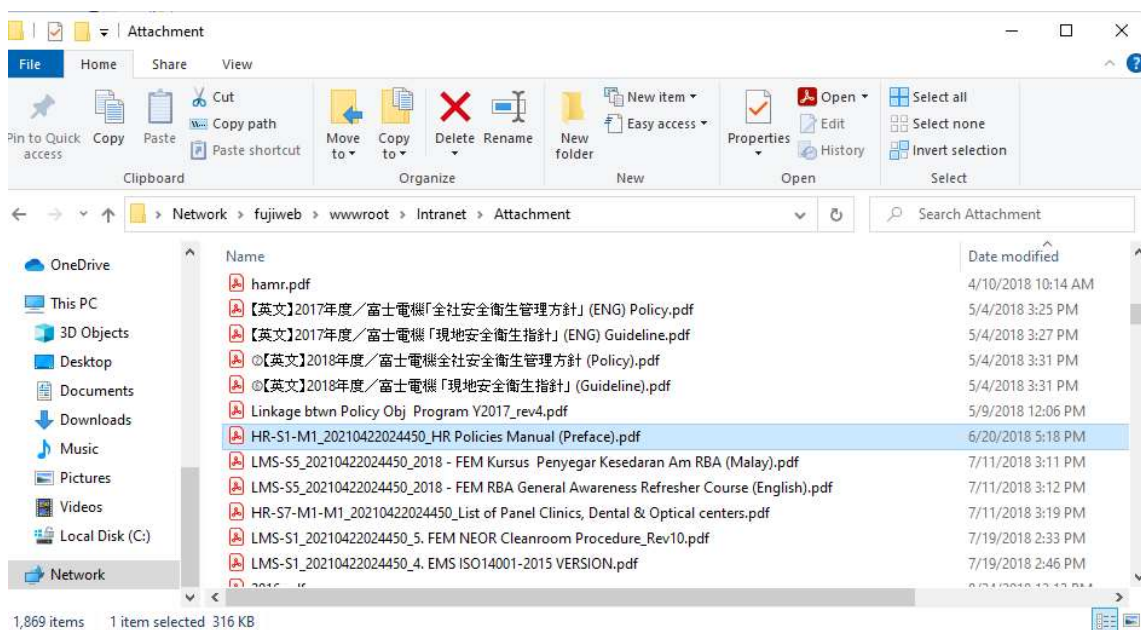 Attachment
File Home Share View
Pin to Quick access
Copy
Paste
Cut
Copy path
Paste shortcut
Clipboard
Move to
Copy to
Delete
Rename
Organize
New folder
New item
Easy access
New
Properties
Open
Edit
History
Open
Select all
Select none
Invert selection
Select
Network > fujiweb > wwwroot > Intranet > Attachment
Search Attachment
OneDrive
This PC
3D Objects
Desktop
Documents
Downloads
Music
Pictures
Videos
Local Disk (C:)
Network
Name Date modified
hamr.pdf 4/10/2018 10:14 AM
【英文】2017年度／富士電機「全社安全衛生管理方針」 (ENG) Policy.pdf 5/4/2018 3:25 PM
【英文】2017年度／富士電機「現地安全衛生指針」 (ENG) Guideline.pdf 5/4/2018 3:27 PM
【英文】2018年度／富士電機全社安全衛生管理方針 (Policy).pdf 5/4/2018 3:31 PM
【英文】2018年度／富士電機「現地安全衛生指針」 (Guideline).pdf 5/4/2018 3:31 PM
Linkage btwn Policy Obj Program Y2017_rev4.pdf 5/9/2018 12:06 PM
HR-S1-M1_20210422024450_HR Policies Manual (Preface).pdf 6/20/2018 5:18 PM
LMS-S5_20210422024450_2018 - FEM Kursus Penyegar Kesedaran Am RBA (Malay).pdf 7/11/2018 3:11 PM
LMS-S5_20210422024450_2018 - FEM RBA General Awareness Refresher Course (English).pdf 7/11/2018 3:12 PM
HR-S7-M1-M1_20210422024450_List of Panel Clinics, Dental & Optical centers.pdf 7/11/2018 3:19 PM
LMS-S1_20210422024450_5. FEM NEOR Cleanroom Procedure_Rev10.pdf 7/19/2018 2:33 PM
LMS-S1_20210422024450_4. EMS ISO14001-2015 VERSION.pdf 7/19/2018 2:46 PM
1,869 items 1 item selected 316 KB